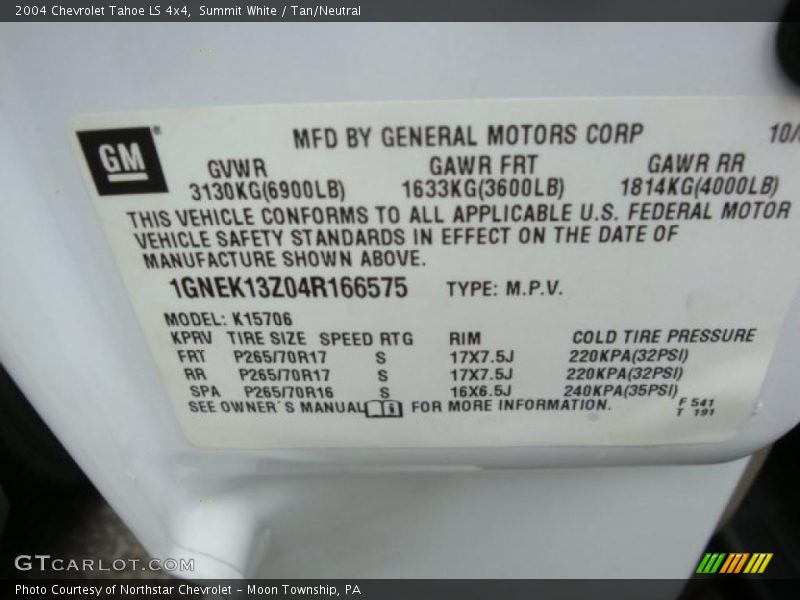 2004 Chevrolet Tahoe LS 4x4, Summit White / Tan/Neutral
GM
MFD BY GENERAL MOTORS CORP
GVWR GAWR FRT GAWR RR
3130KG(6900LB) 1633KG(3600LB) 1814KG(4000LB)
THIS VEHICLE CONFORMS TO ALL APPLICABLE U.S. FEDERAL MOTOR
VEHICLE SAFETY STANDARDS IN EFFECT ON THE DATE OF
MANUFACTURE SHOWN ABOVE.
1GNEK13Z04R166575 TYPE: M.P.V.
MODEL: K15706
KPRV TIRE SIZE SPEED RTG RIM COLD TIRE PRESSURE
FRT P265/70R17 S 17X7.5J 220KPA(32PSI)
RR P265/70R17 S 17X7.5J 220KPA(32PSI)
SPA P265/70R16 S 16X6.5J 240KPA(35PSI)
SEE OWNER'S MANUAL FOR MORE INFORMATION.
F 541
T 191
GTCARLOT.COM
Photo Courtesy of Northstar Chevrolet - Moon Township, PA